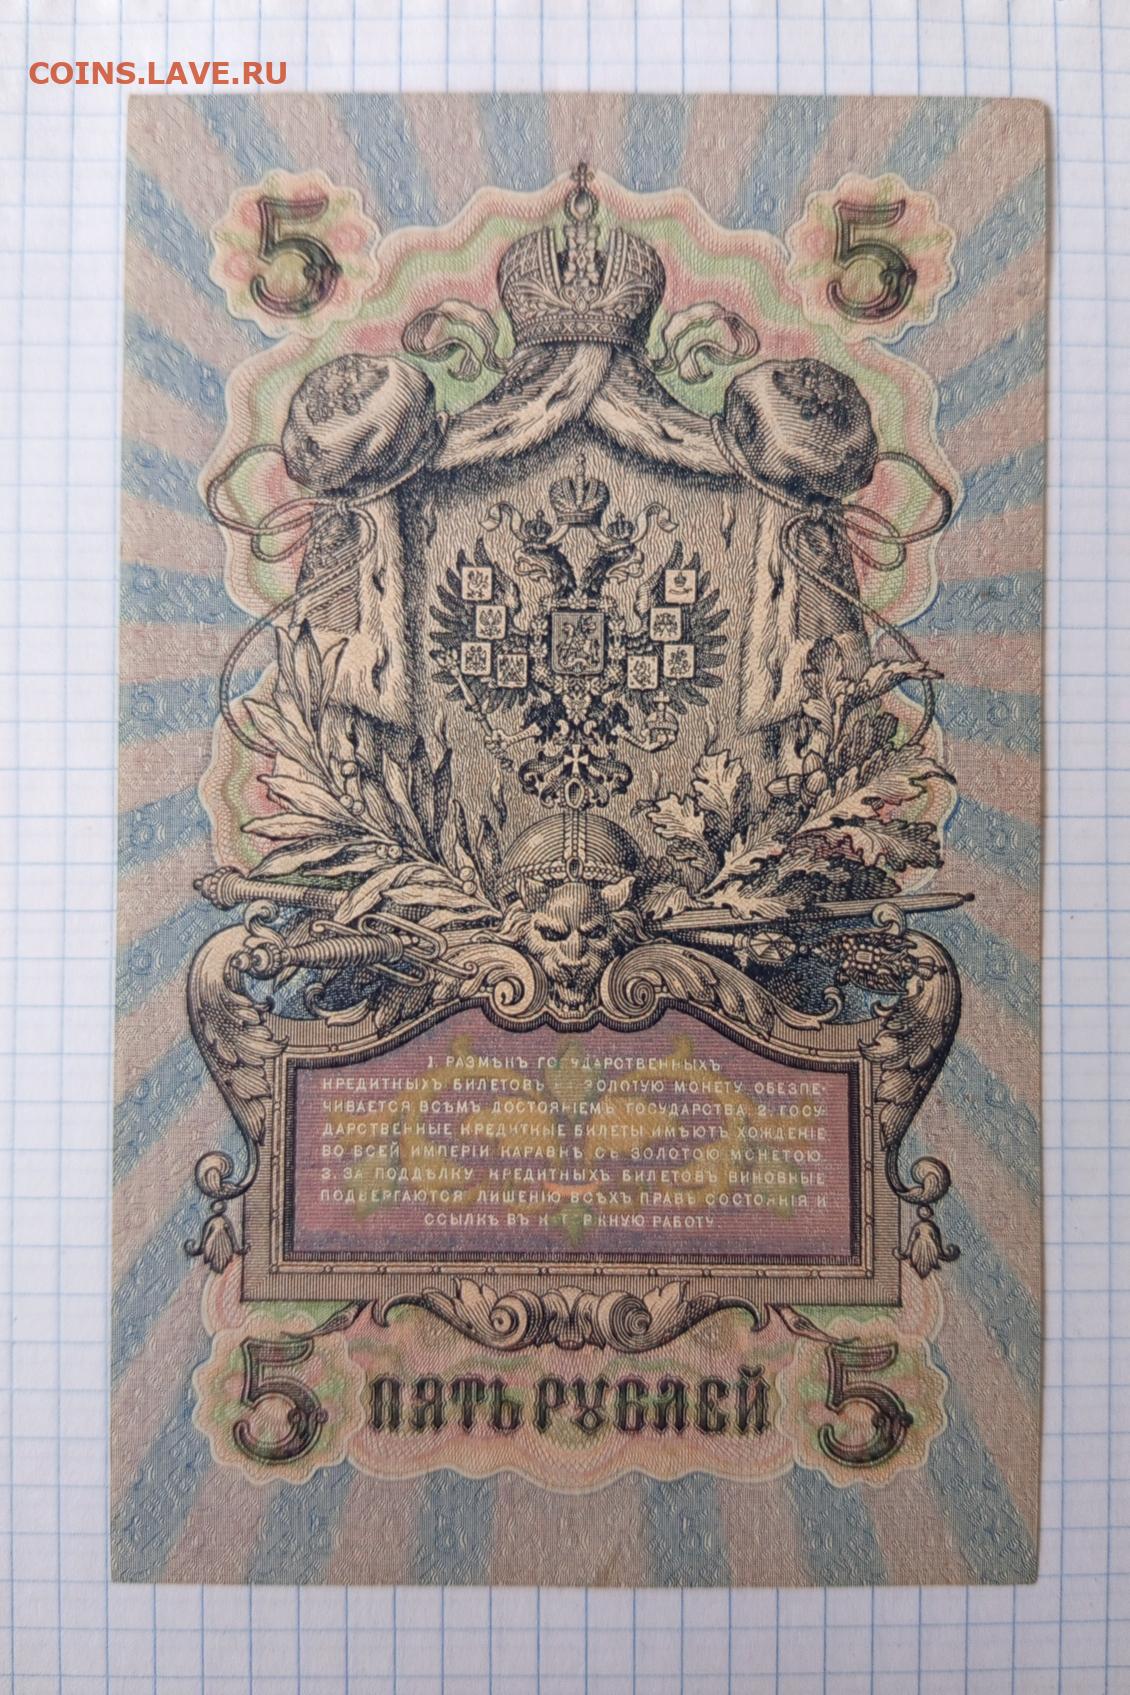 COINS.LAVE.RU
5 5
1. РАЗМѢНЪ ГОСУДАРСТВЕННЫХЪ
КРЕДИТНЫХЪ БИЛЕТОВЪ ЗОЛОТУЮ МОНЕТУ ОБЕЗПЕ-
ЧИВАЕТСЯ ВСѢМЪ ДОСТОЯНІЕМЪ ГОСУДАРСТВА. 2. ГОСУ-
ДАРСТВЕННЫЕ КРЕДИТНЫЕ БИЛЕТЫ ИМѢЮТЪ ХОЖДЕНІЕ
ВО ВСЕЙ ИМПЕРІИ НАРАВНѢ СЪ ЗОЛОТОЮ МОНЕТОЮ.
3. ЗА ПОДДѢЛКУ КРЕДИТНЫХЪ БИЛЕТОВЪ ВИНОВНЫЕ
ПОДВЕРГАЮТСЯ ЛИШЕНІЮ ВСѢХЪ ПРАВЪ СОСТОЯНІЯ И
ССЫЛКѢ ВЪ КАТОРЖНУЮ РАБОТУ.
5 ПЯТЬ РУБЛЕЙ 5